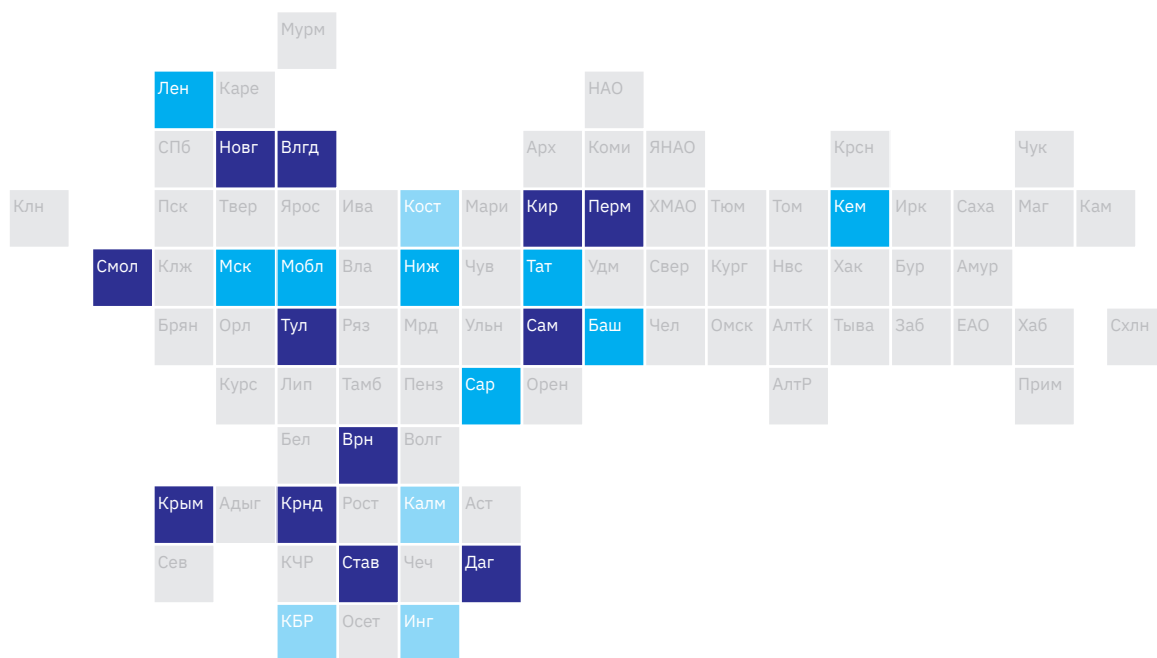 Мурм
Лен Каре НАО
СПб Новг Влгд Арх Коми ЯНАО Крсн Чук
Клн Пск Твер Ярос Ива Кост Мари Кир Перм ХМАО Тюм Том Кем Ирк Саха Маг Кам
Смол Клж Мск Мобл Вла Ниж Чув Тат Удм Свер Кург Нвс Хак Бур Амур
Брян Орл Тул Ряз Мрд Ульн Сам Баш Чел Омск АлтК Тыва Заб ЕАО Хаб Схлн
Курс Лип Тамб Пенз Сар Орен АлтР Прим
Бел Врн Волг
Крым Адыг Крнд Рост Калм Аст
Сев КЧР Став Чеч Даг
КБР Осет Инг